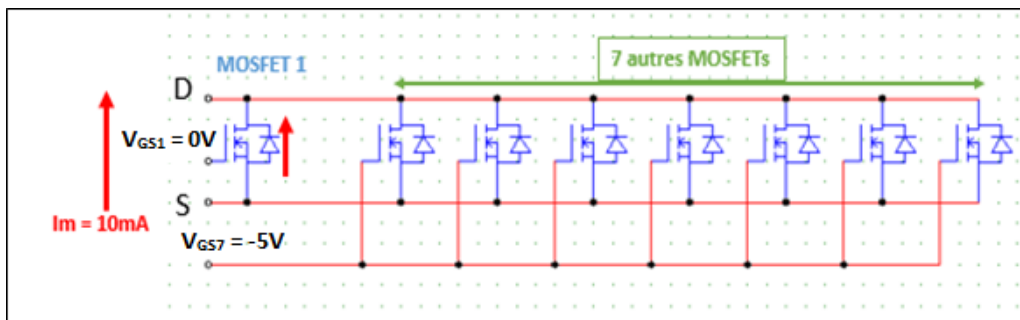 7 autres MOSFETs
MOSFET 1
D
VGS1 = 0V
S
Im = 10mA
VGS7 = -5V